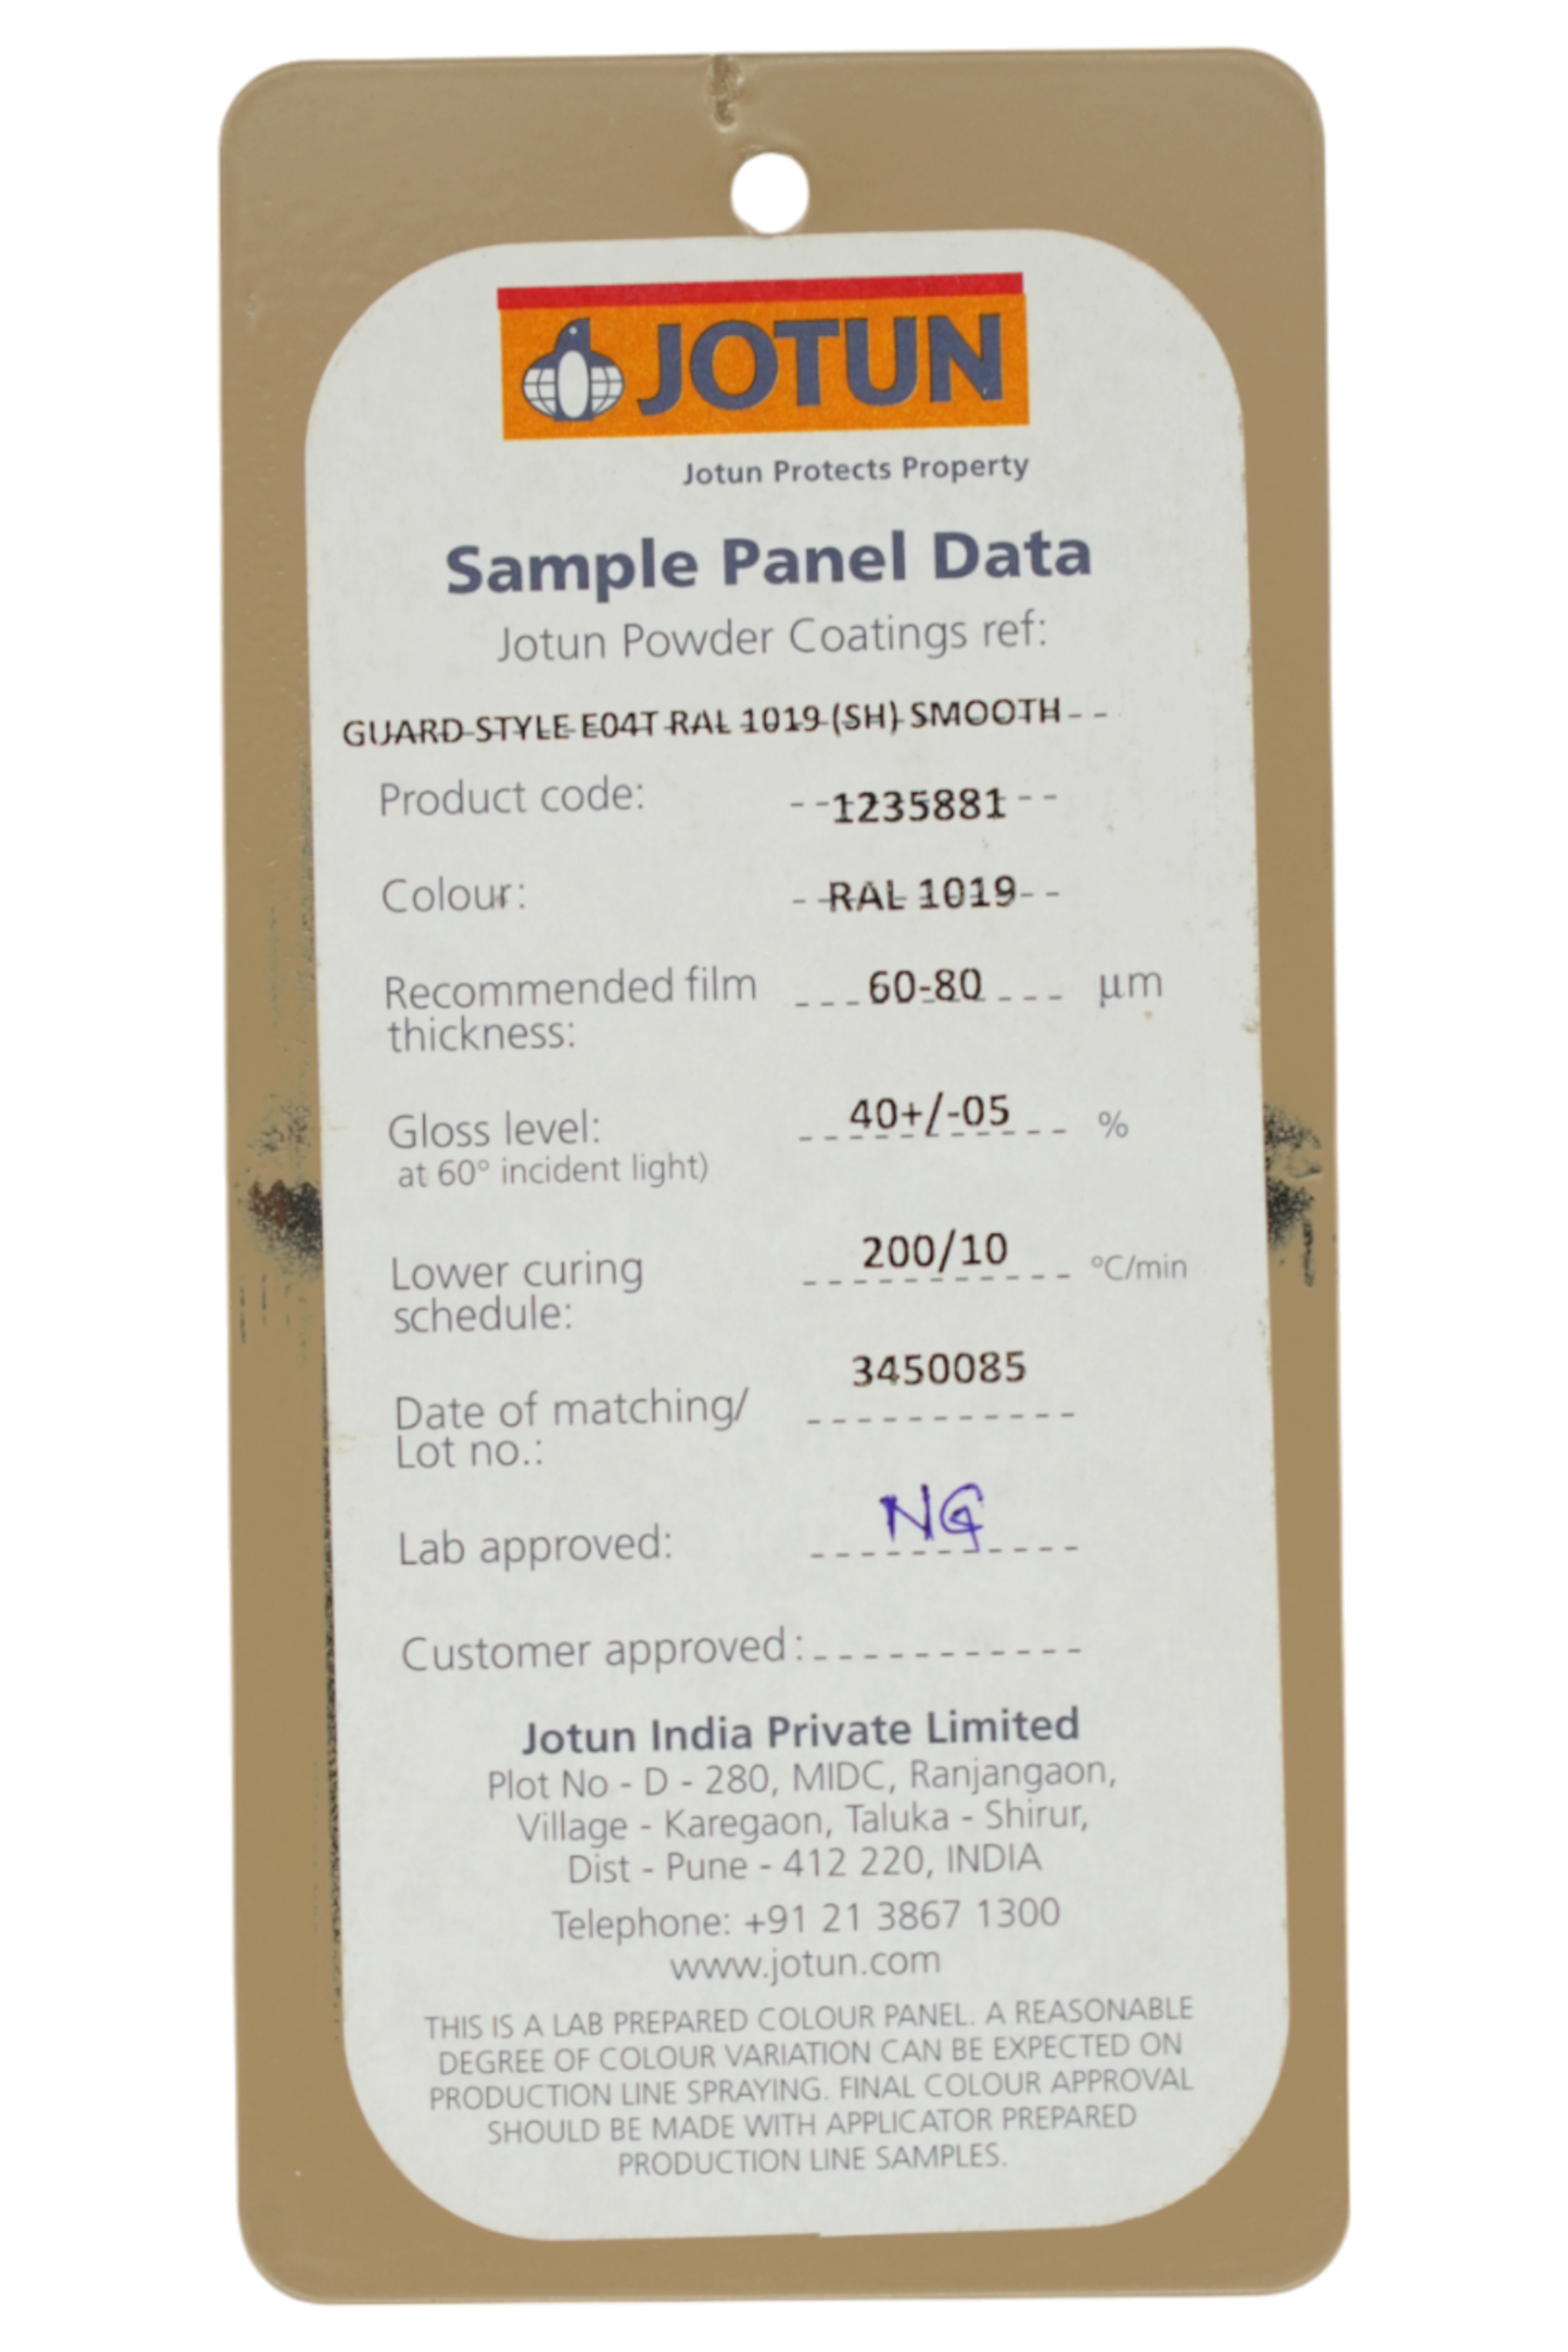 JOTUN
Jotun Protects Property
Sample Panel Data
Jotun Powder Coatings ref:
GUARD STYLE E04T RAL 1019 (SH) SMOOTH
Product code: 1235881
Colour: RAL 1019
Recommended film 60-80 µm
thickness:
Gloss level: 40+/-05 %
at 60° incident light)
Lower curing 200/10 °C/min
schedule:
Date of matching/ 3450085
Lot no.:
Lab approved: NG
Customer approved:
Jotun India Private Limited
Plot No - D - 280, MIDC, Ranjangaon,
Village - Karegaon, Taluka - Shirur,
Dist - Pune - 412 220, INDIA
Telephone: +91 21 3867 1300
www.jotun.com
THIS IS A LAB PREPARED COLOUR PANEL. A REASONABLE
DEGREE OF COLOUR VARIATION CAN BE EXPECTED ON
PRODUCTION LINE SPRAYING. FINAL COLOUR APPROVAL
SHOULD BE MADE WITH APPLICATOR PREPARED
PRODUCTION LINE SAMPLES.